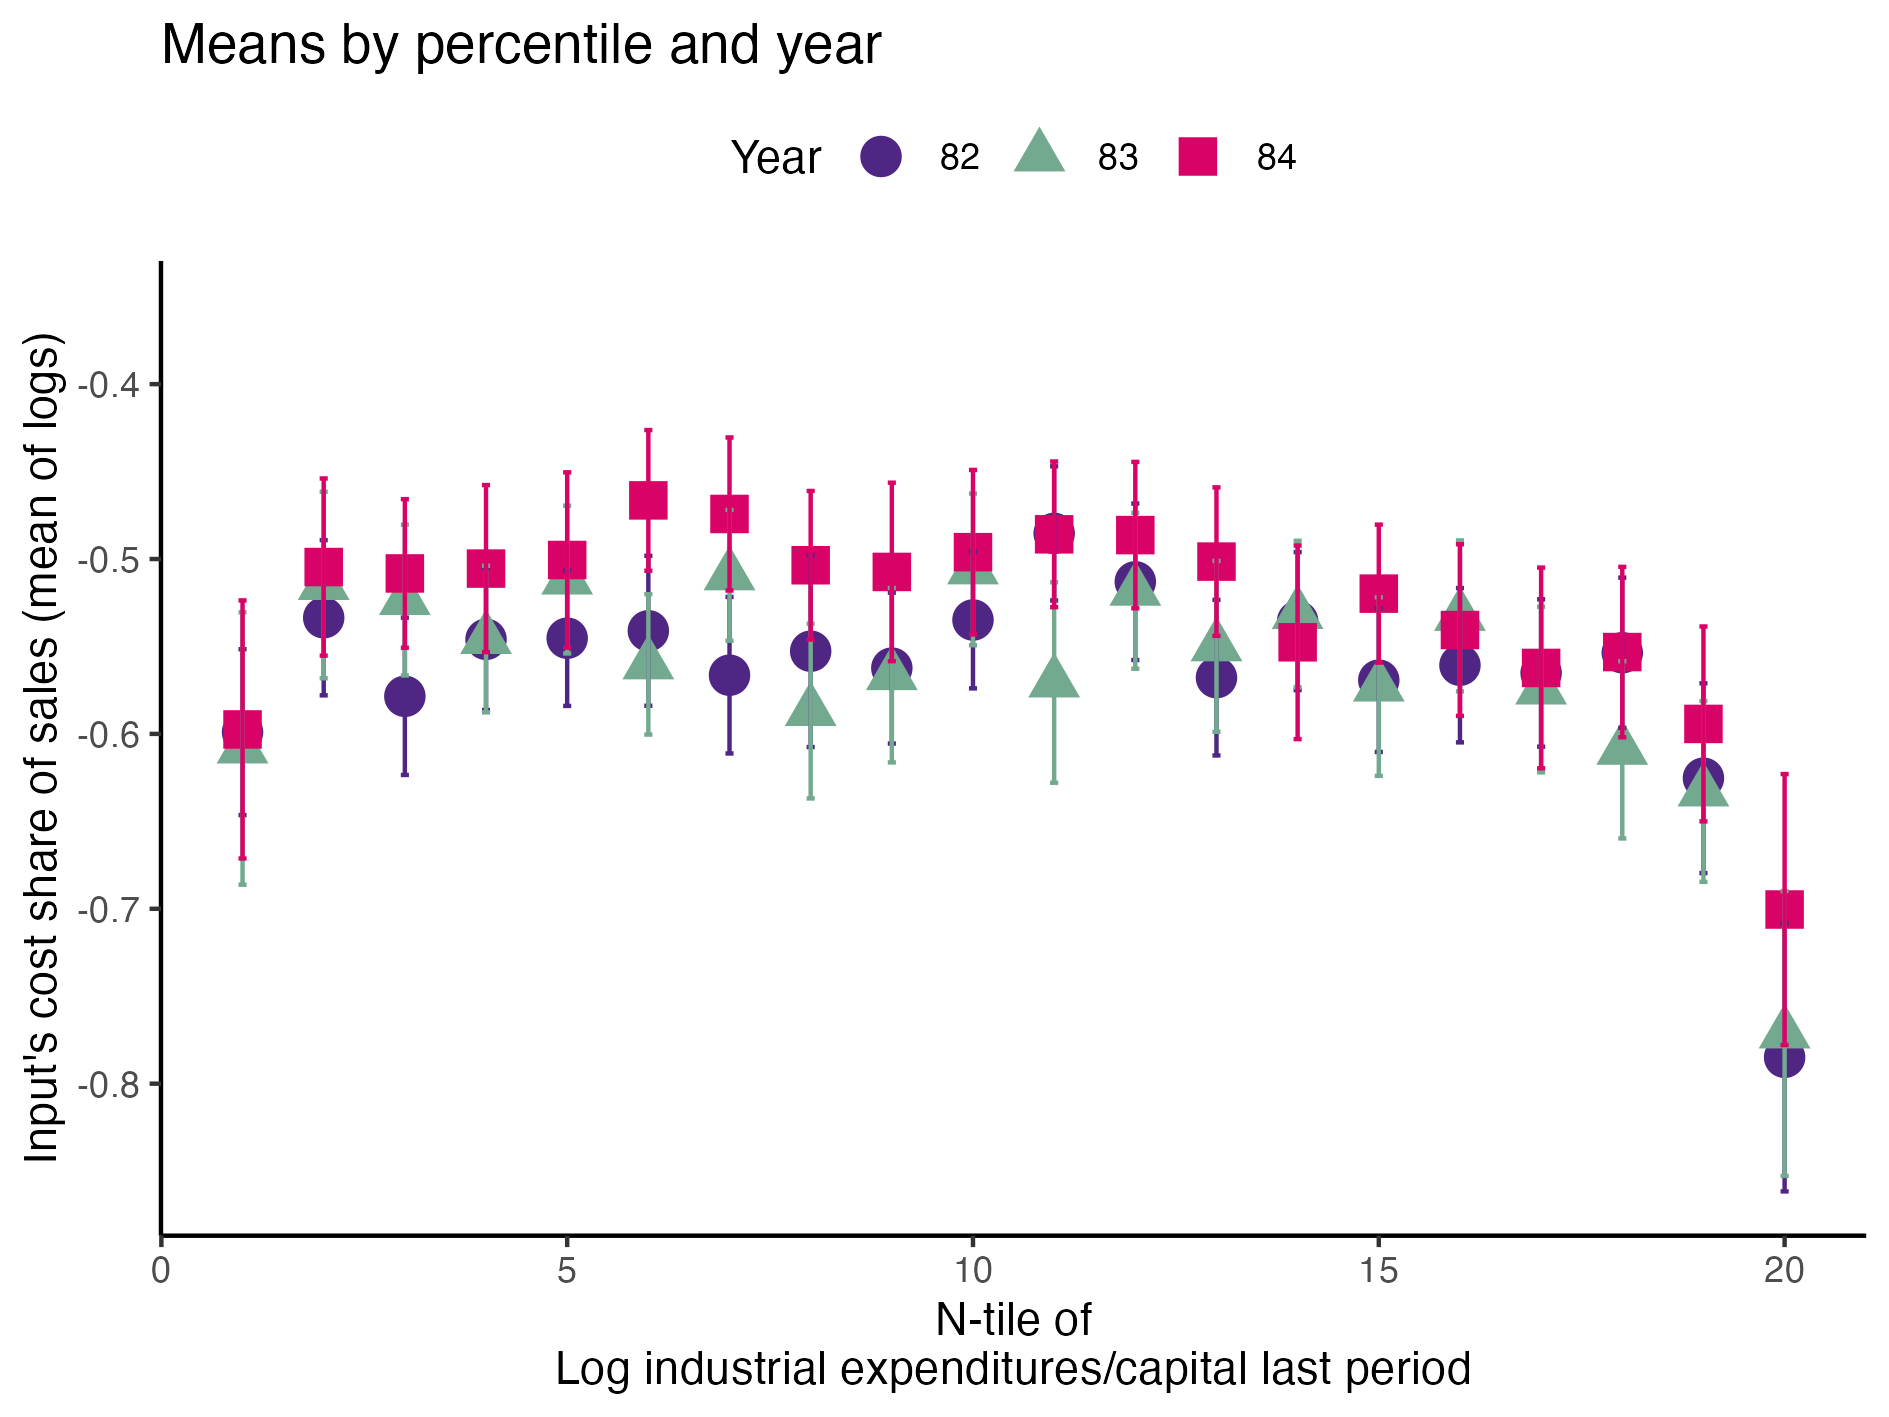 Means by percentile and year
Year 82 83 84
Input's cost share of sales (mean of logs)
-0.4
-0.5
-0.6
-0.7
-0.8
0 5 10 15 20
N-tile of
Log industrial expenditures/capital last period